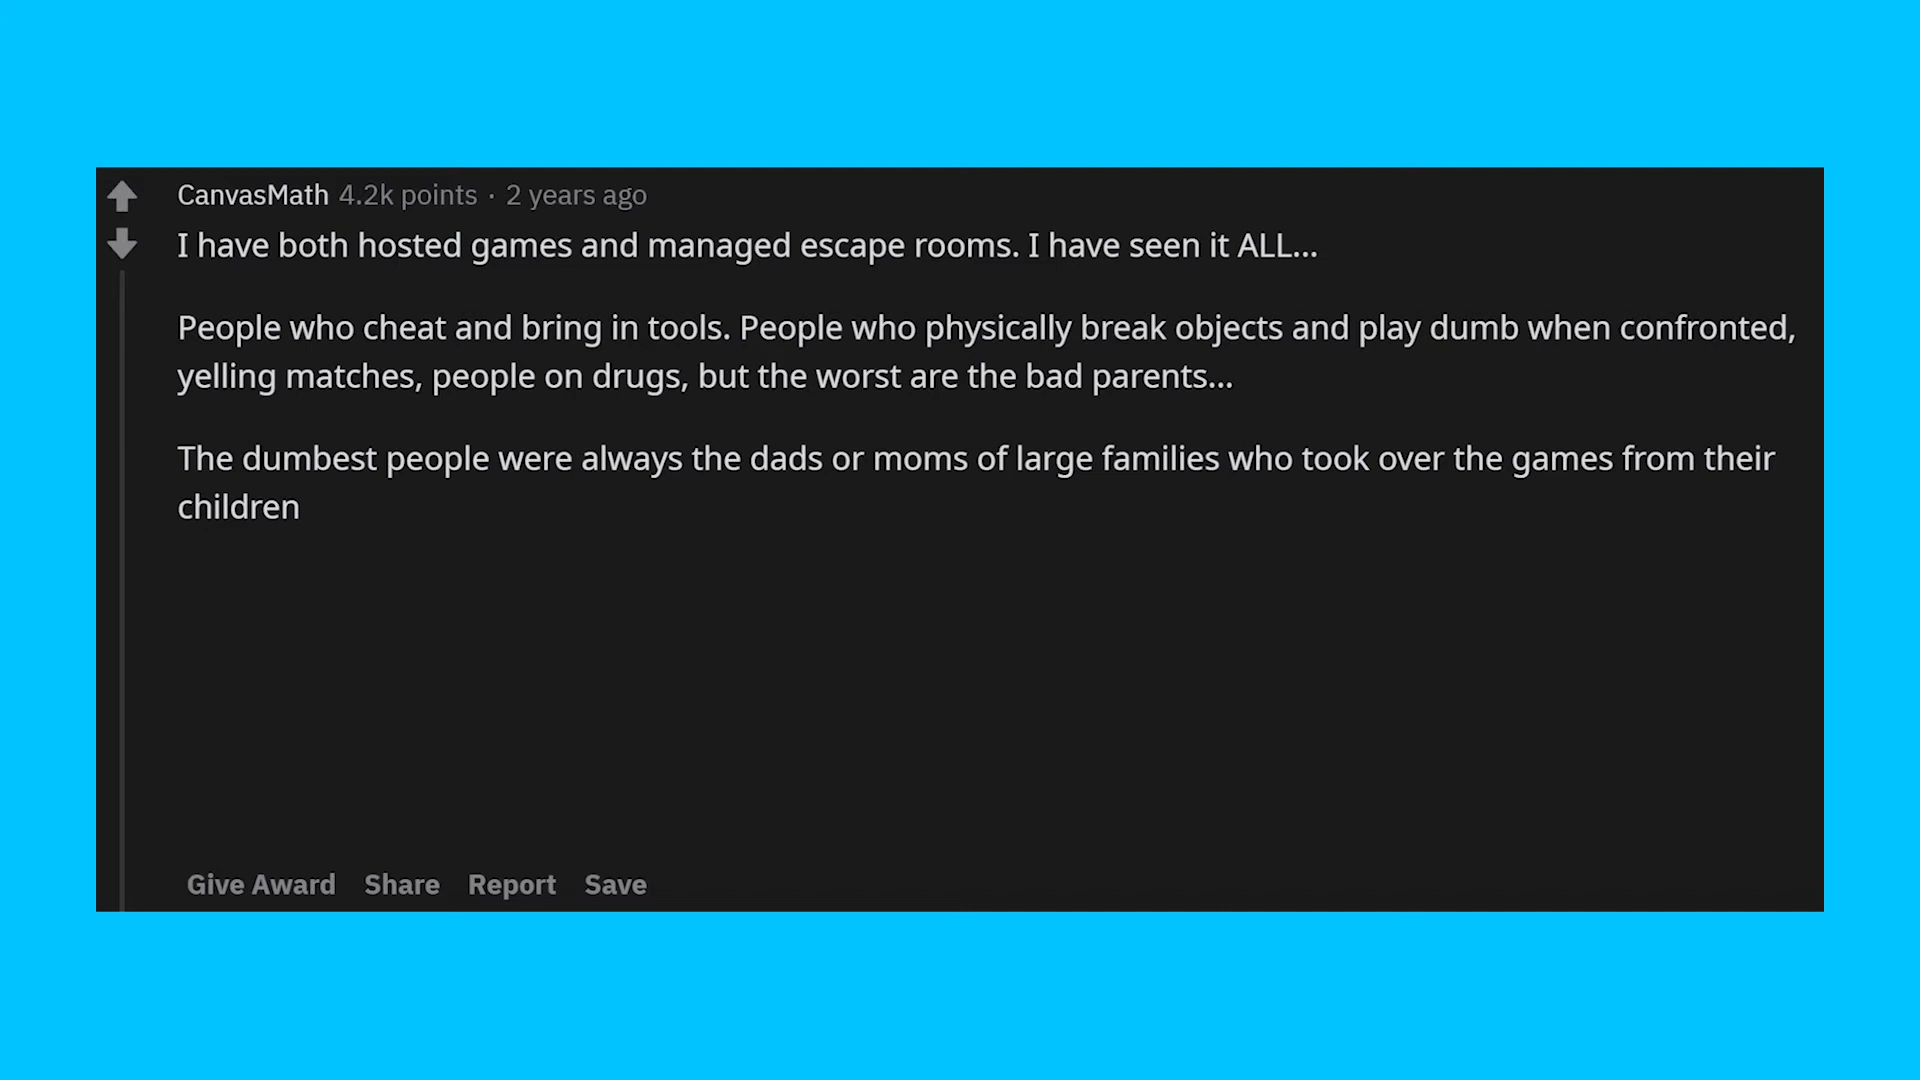 CanvasMath 4.2k points · 2 years ago
I have both hosted games and managed escape rooms. I have seen it ALL...
People who cheat and bring in tools. People who physically break objects and play dumb when confronted,
yelling matches, people on drugs, but the worst are the bad parents...
The dumbest people were always the dads or moms of large families who took over the games from their
children
Give Award Share Report Save